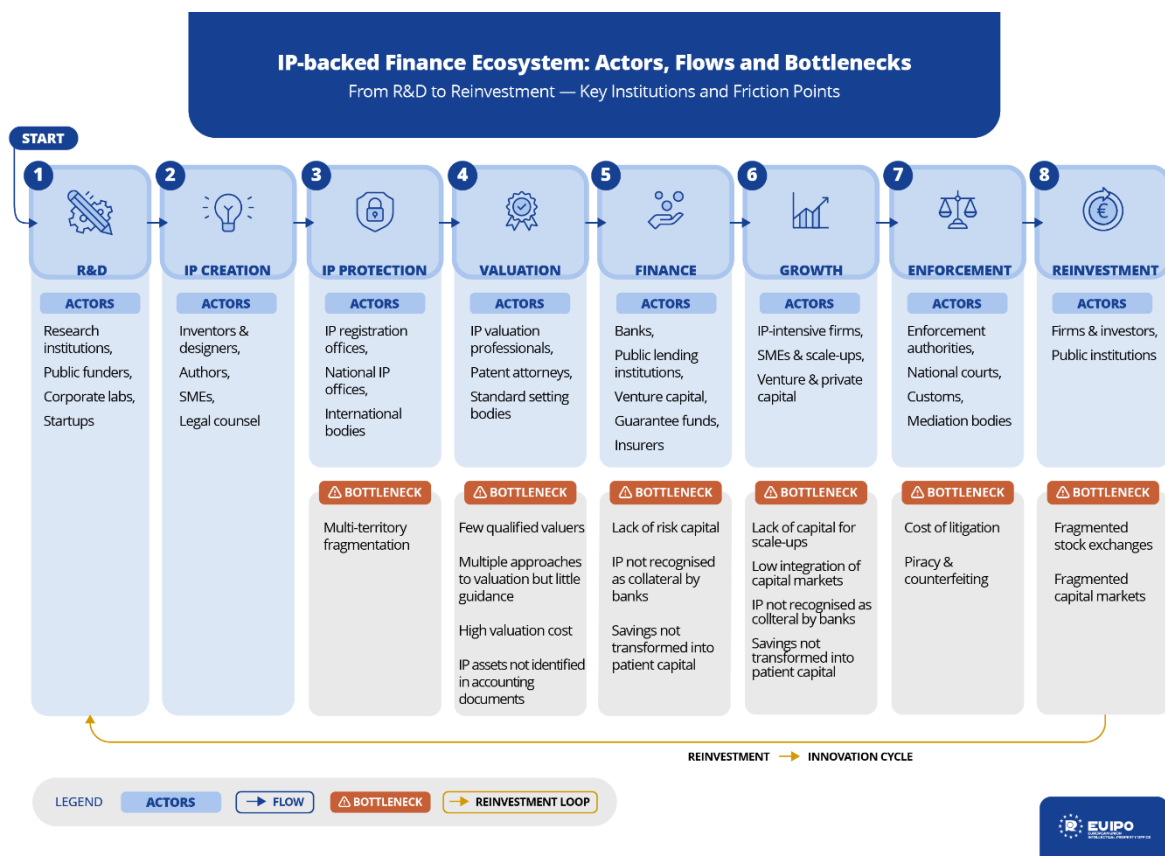 IP-backed Finance Ecosystem: Actors, Flows and Bottlenecks
From R&D to Reinvestment — Key Institutions and Friction Points
START
1
R&D
ACTORS
Research
institutions,
Public funders,
Corporate labs,
Startups
2
IP CREATION
ACTORS
Inventors &
designers,
Authors,
SMEs,
Legal counsel
3
IP PROTECTION
ACTORS
IP registration
offices,
National IP
offices,
International
bodies
BOTTLENECK
Multi-territory
fragmentation
4
VALUATION
ACTORS
IP valuation
professionals,
Patent attorneys,
Standard setting
bodies
BOTTLENECK
Few qualified valuers
Multiple approaches
to valuation but little
guidance
High valuation cost
IP assets not identified
in accounting
documents
5
FINANCE
ACTORS
Banks,
Public lending
institutions,
Venture capital,
Guarantee funds,
Insurers
BOTTLENECK
Lack of risk capital
IP not recognised
as collateral by
banks
Savings not
transformed into
patient capital
6
GROWTH
ACTORS
IP-intensive firms,
SMEs & scale-ups,
Venture & private
capital
BOTTLENECK
Lack of capital for
scale-ups
Low integration of
capital markets
IP not recognised as
collteral by banks
Savings not
transformed into
patient capital
7
ENFORCEMENT
ACTORS
Enforcement
authorities,
National courts,
Customs,
Mediation bodies
BOTTLENECK
Cost of litigation
Piracy &
counterfeiting
8
REINVESTMENT
ACTORS
Firms & investors,
Public institutions
BOTTLENECK
Fragmented
stock exchanges
Fragmented
capital markets
REINVESTMENT → INNOVATION CYCLE
LEGEND
ACTORS
FLOW
BOTTLENECK
REINVESTMENT LOOP
EUIPO
EUROPEAN UNION
INTELLECTUAL PROPERTY OFFICE